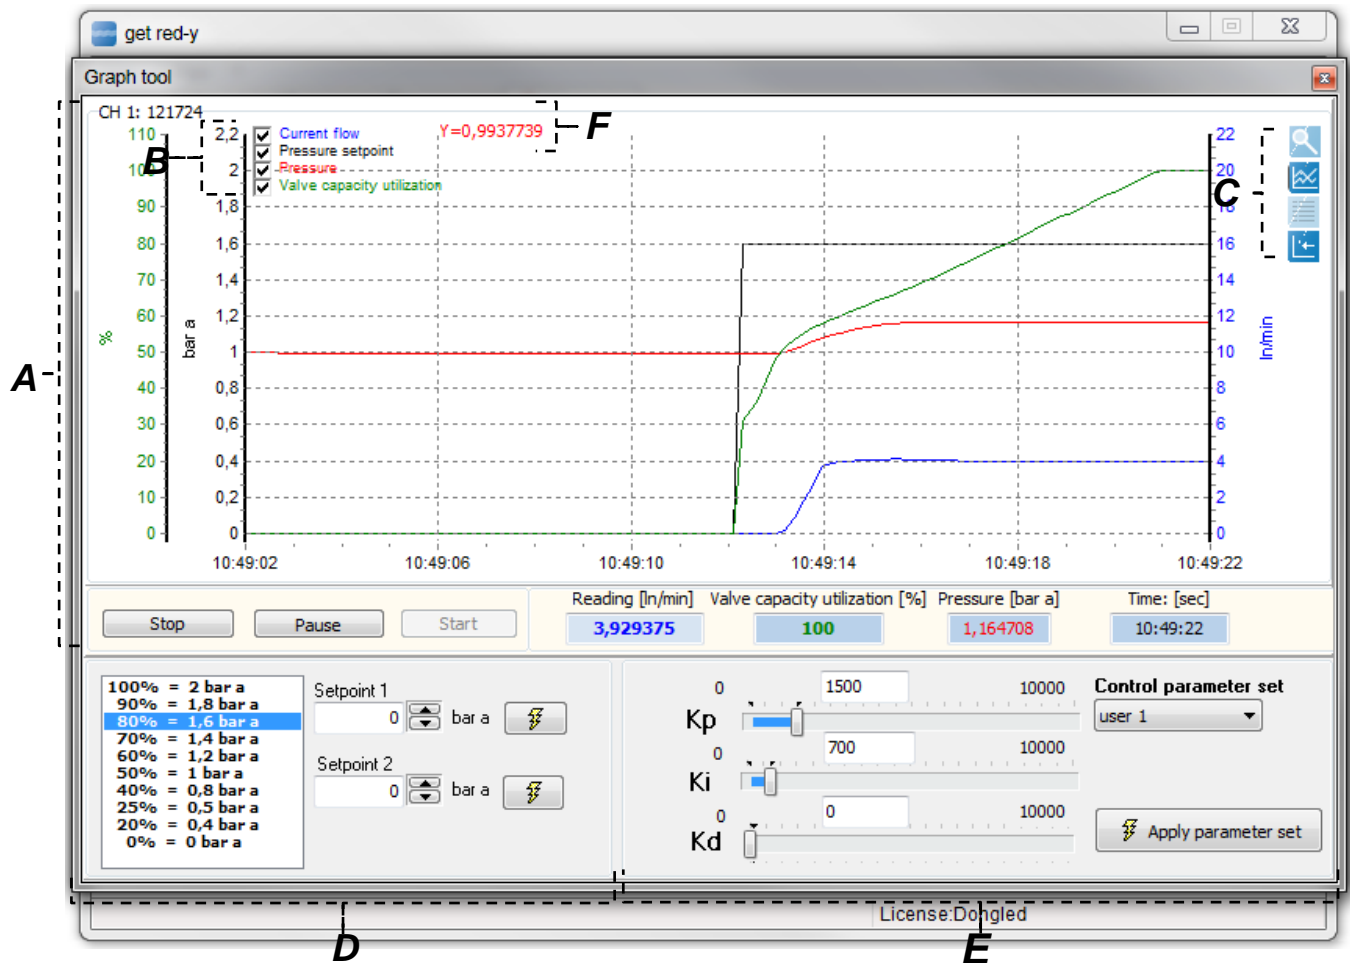 get red-y
Graph tool
CH 1: 121724
110
100
90
80
70
60
50
40
30
20
10
0
%
2,2
2
1,8
1,6
1,4
1,2
1
0,8
0,6
0,4
0,2
0
bar a
Current flow
Pressure setpoint
Pressure
Valve capacity utilization
Y=0,9937739
22
20
18
16
14
12
10
8
6
4
2
0
ln/min
10:49:02
10:49:06
10:49:10
10:49:14
10:49:18
10:49:22
A
B
C
F
Stop
Pause
Start
Reading [ln/min]
Valve capacity utilization [%]
Pressure [bar a]
Time: [sec]
3,929375
100
1,164708
10:49:22
100% = 2 bar a
90% = 1,8 bar a
80% = 1,6 bar a
70% = 1,4 bar a
60% = 1,2 bar a
50% = 1 bar a
40% = 0,8 bar a
25% = 0,5 bar a
20% = 0,4 bar a
0% = 0 bar a
Setpoint 1
0
bar a
Setpoint 2
0
bar a
0
1500
10000
Kp
0
700
10000
Ki
0
0
10000
Kd
Control parameter set
user 1
Apply parameter set
License:Dongled
D
E